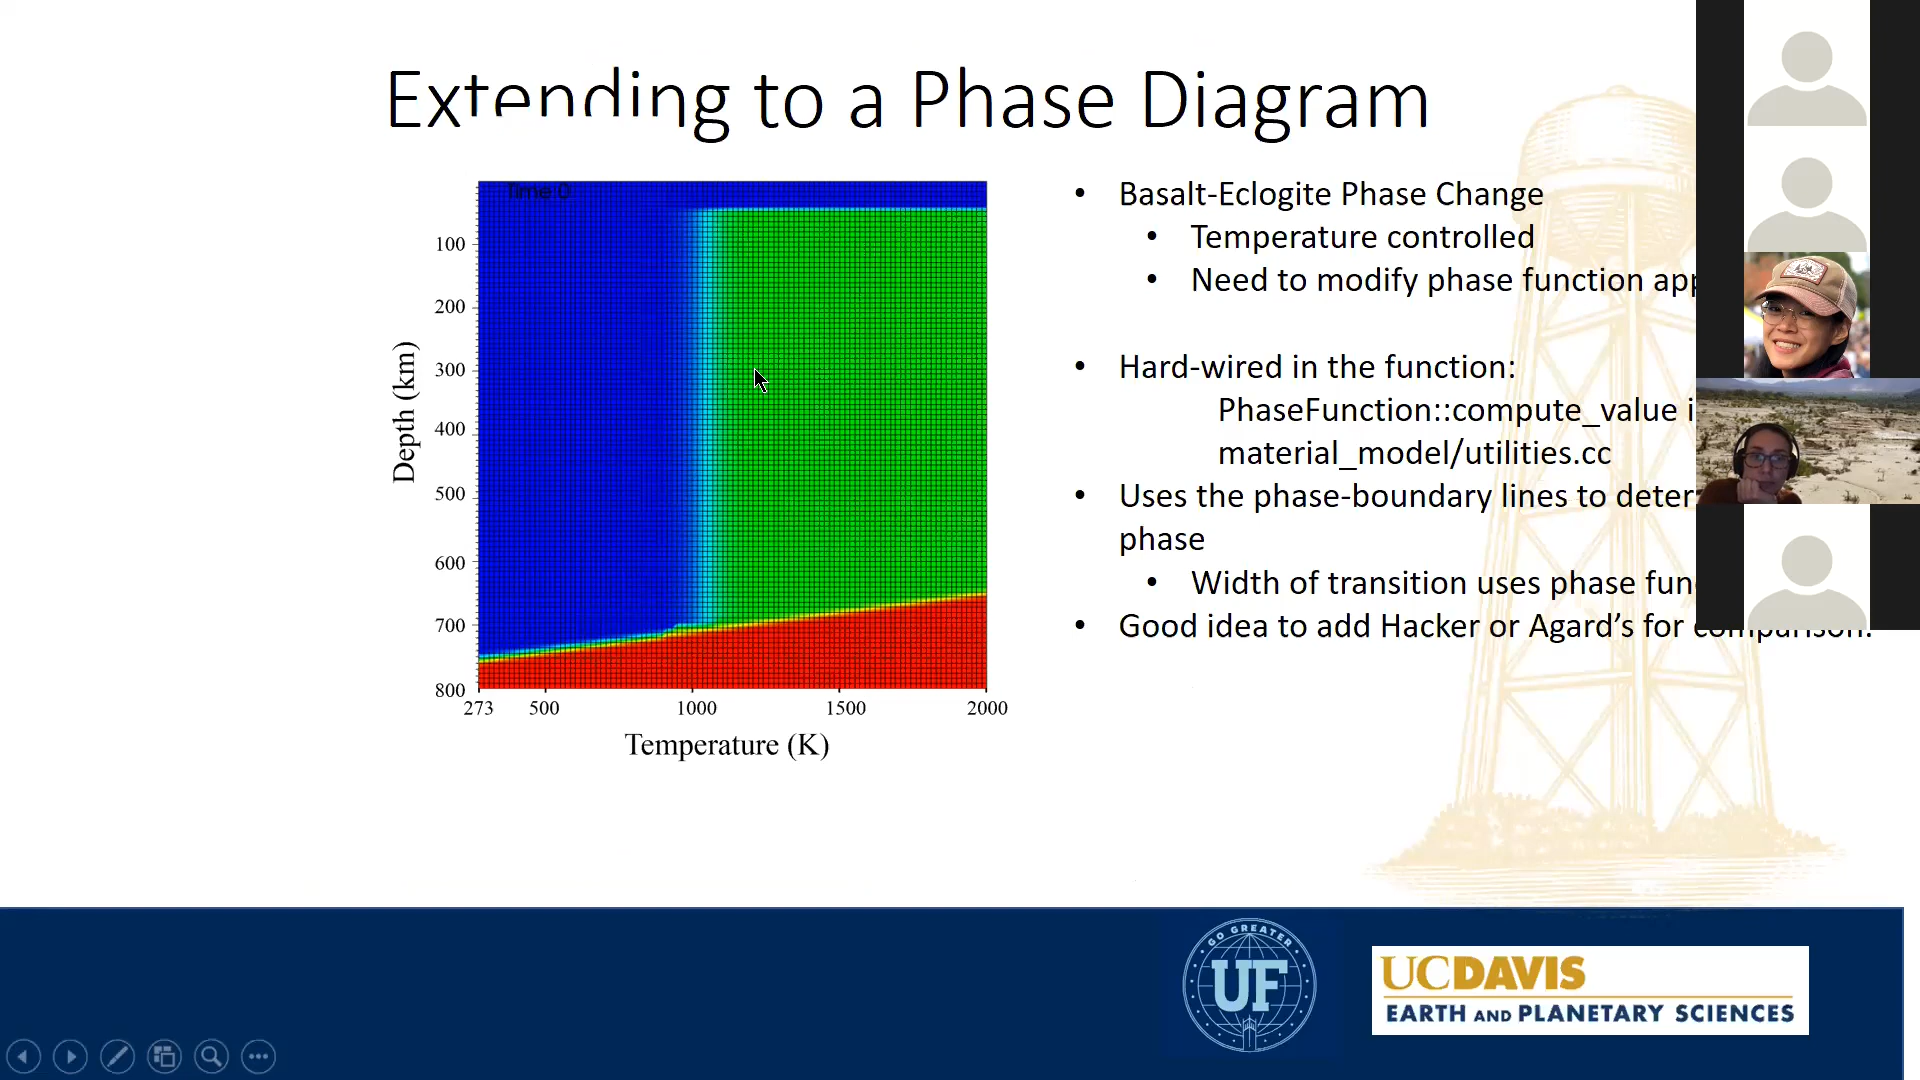 Extending to a Phase Diagram
Time 0
100
200
300
400
500
600
700
800
Depth (km)
273 500 1000 1500 2000
Temperature (K)
• Basalt-Eclogite Phase Change
• Temperature controlled
• Need to modify phase function
• Hard-wired in the function:
PhaseFunction::compute_value
material_model/utilities.cc
• Uses the phase-boundary lines to
phase
• Width of transition uses phase
• Good idea to add Hacker or Agard's for comparison.
GO GREATER
UF
UCDAVIS
EARTH AND PLANETARY SCIENCES